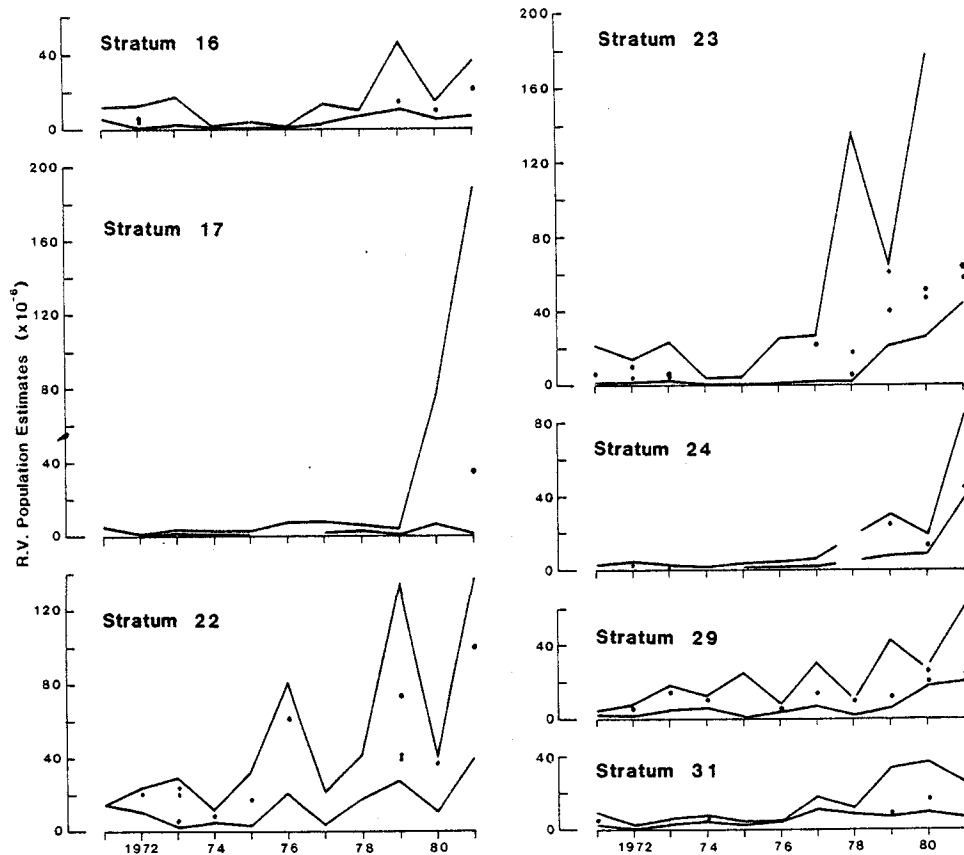 R.V. Population Estimates (x10⁻⁶)
Stratum 16
40
0
Stratum 17
200
160
120
80
40
0
Stratum 22
120
80
40
0
1972 74 76 78 80
Stratum 23
200
160
120
80
40
0
Stratum 24
80
40
0
Stratum 29
40
0
Stratum 31
40
0
1972 74 76 78 80